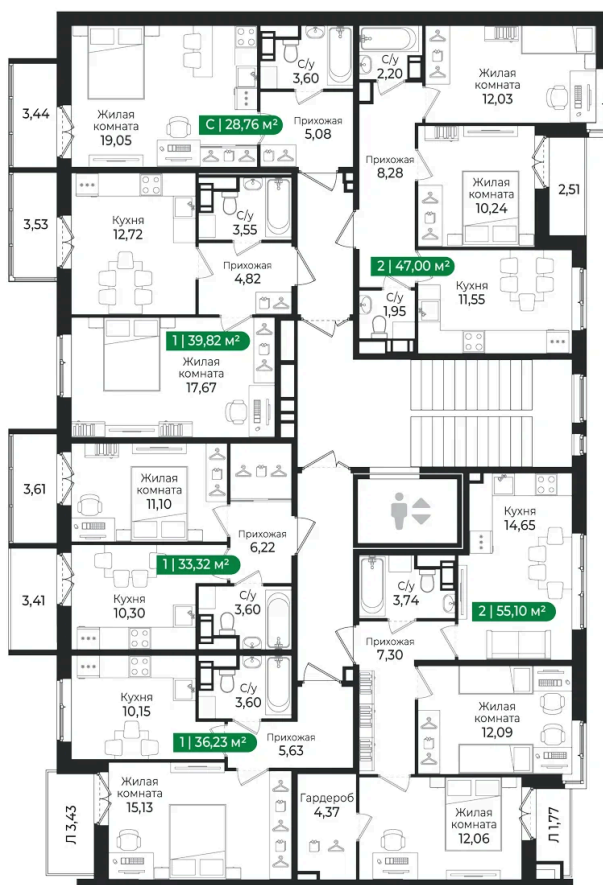 3,44
Жилая
комната
19,05
С | 28,76 м²
С/у
3,60
Прихожая
5,08
С/у
2,20
Жилая
комната
12,03
Прихожая
8,28
Жилая
комната
10,24
2,51
3,53
Кухня
12,72
С/у
3,55
Прихожая
4,82
2 | 47,00 м²
Кухня
11,55
С/у
1,95
1 | 39,82 м²
Жилая
комната
17,67
3,61
Жилая
комната
11,10
Прихожая
6,22
1 | 33,32 м²
3,41
Кухня
10,30
С/у
3,60
Кухня
14,65
С/у
3,74
2 | 55,10 м²
Прихожая
7,30
Кухня
10,15
С/у
3,60
1 | 36,23 м²
Прихожая
5,63
Жилая
комната
12,09
Л 3,43
Жилая
комната
15,13
Гардероб
4,37
Жилая
комната
12,06
Л 1,77